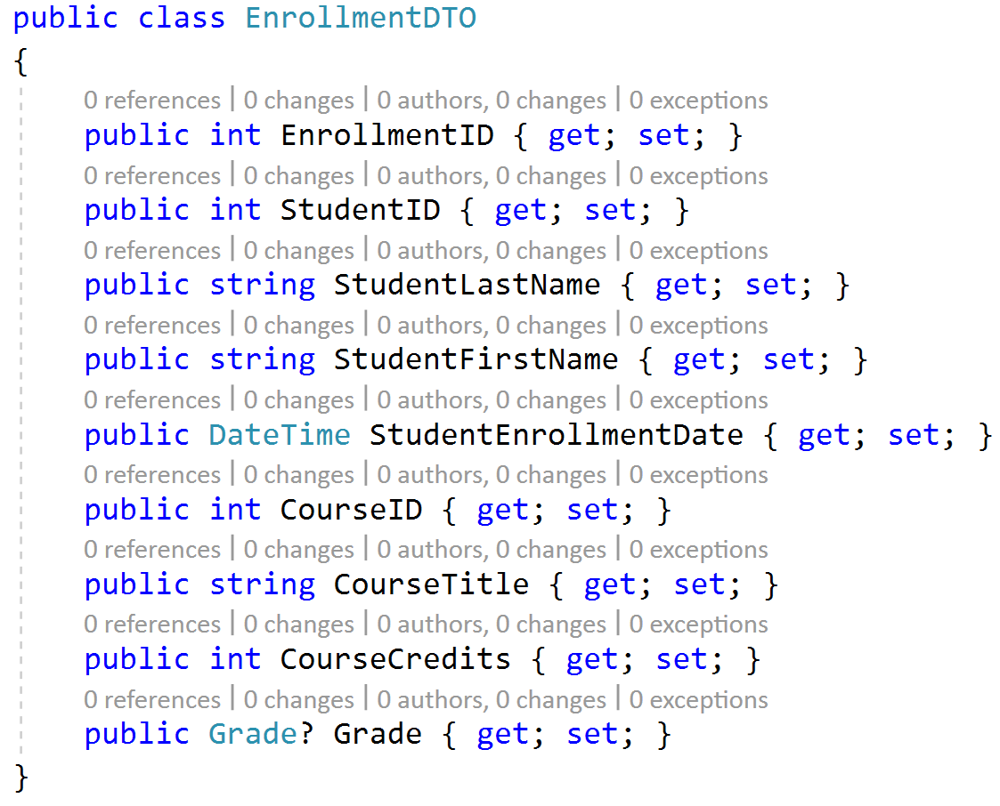 public class EnrollmentDTO
{
0 references | 0 changes | 0 authors, 0 changes | 0 exceptions
public int EnrollmentID { get; set; }
0 references | 0 changes | 0 authors, 0 changes | 0 exceptions
public int StudentID { get; set; }
0 references | 0 changes | 0 authors, 0 changes | 0 exceptions
public string StudentLastName { get; set; }
0 references | 0 changes | 0 authors, 0 changes | 0 exceptions
public string StudentFirstName { get; set; }
0 references | 0 changes | 0 authors, 0 changes | 0 exceptions
public DateTime StudentEnrollmentDate { get; set; }
0 references | 0 changes | 0 authors, 0 changes | 0 exceptions
public int CourseID { get; set; }
0 references | 0 changes | 0 authors, 0 changes | 0 exceptions
public string CourseTitle { get; set; }
0 references | 0 changes | 0 authors, 0 changes | 0 exceptions
public int CourseCredits { get; set; }
0 references | 0 changes | 0 authors, 0 changes | 0 exceptions
public Grade? Grade { get; set; }
}